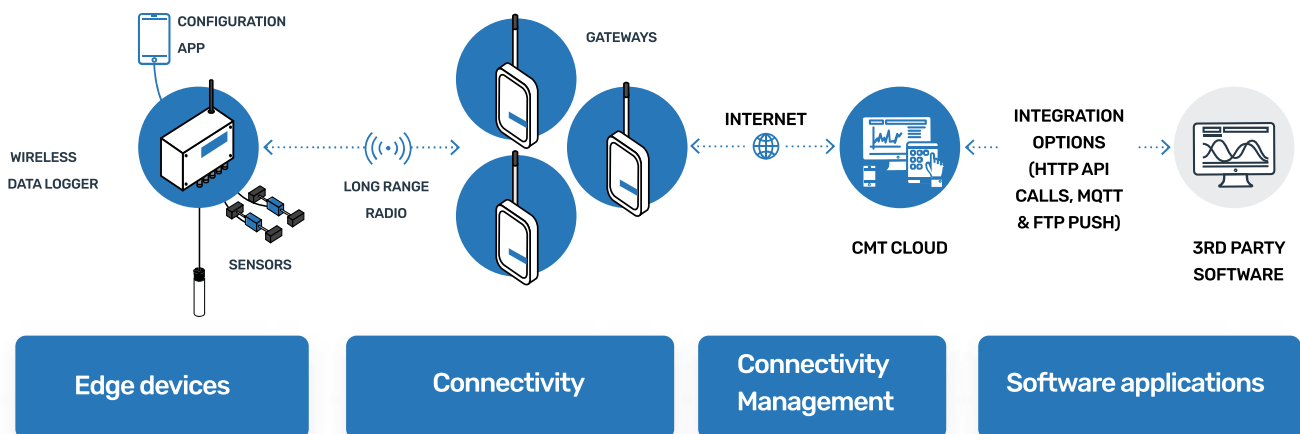 CONFIGURATION
APP
WIRELESS
DATA LOGGER
SENSORS
LONG RANGE
RADIO
GATEWAYS
INTERNET
CMT CLOUD
INTEGRATION
OPTIONS
(HTTP API
CALLS, MQTT
& FTP PUSH)
3RD PARTY
SOFTWARE
Edge devices
Connectivity
Connectivity
Management
Software applications